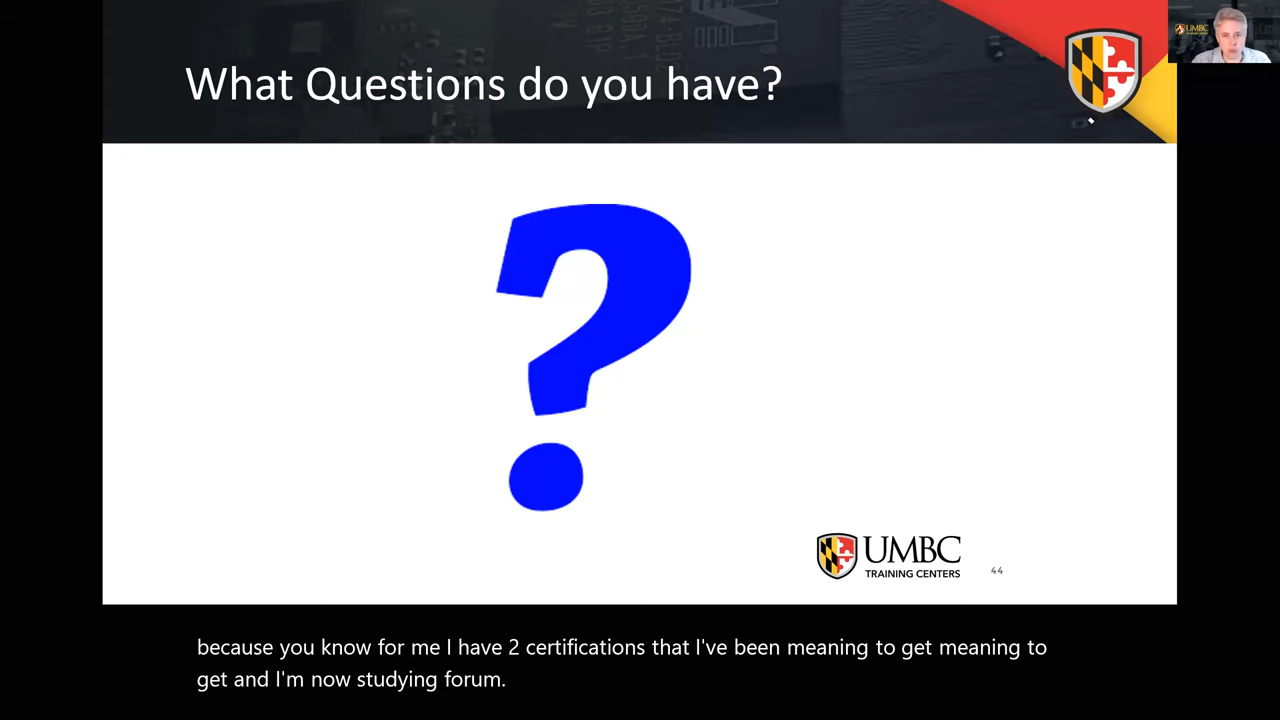 What Questions do you have?
UMBC
?
UMBC
TRAINING CENTERS
44
because you know for me I have 2 certifications that I've been meaning to get meaning to
get and I'm now studying forum.